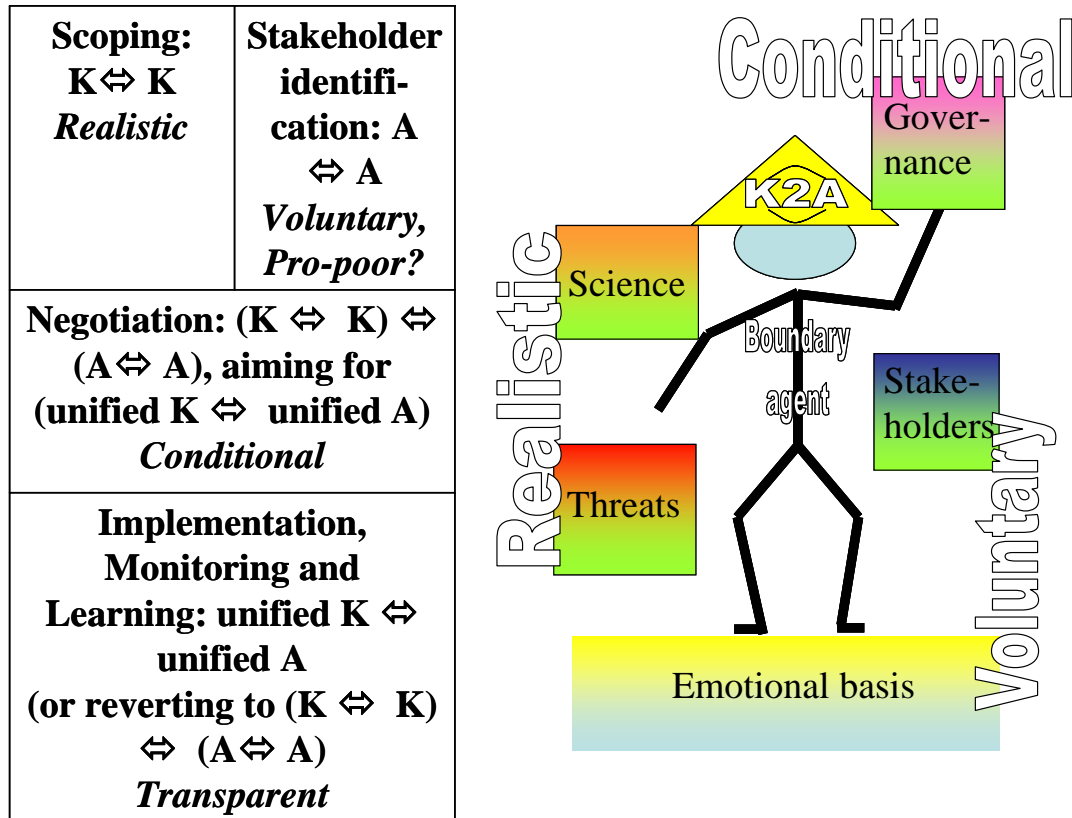 Scoping:
K⇔ K
Realistic
Stakeholder
identifi-
cation: A
⇔ A
Voluntary,
Pro-poor?
Negotiation: (K ⇔ K) ⇔
(A⇔ A), aiming for
(unified K ⇔ unified A)
Conditional
Implementation,
Monitoring and
Learning: unified K ⇔
unified A
(or reverting to (K ⇔ K)
⇔ (A⇔ A)
Transparent
Conditional
Gover-
nance
K2A
Realistic
Science
Boundary
agent
Stake-
holders
Threats
Voluntary
Emotional basis